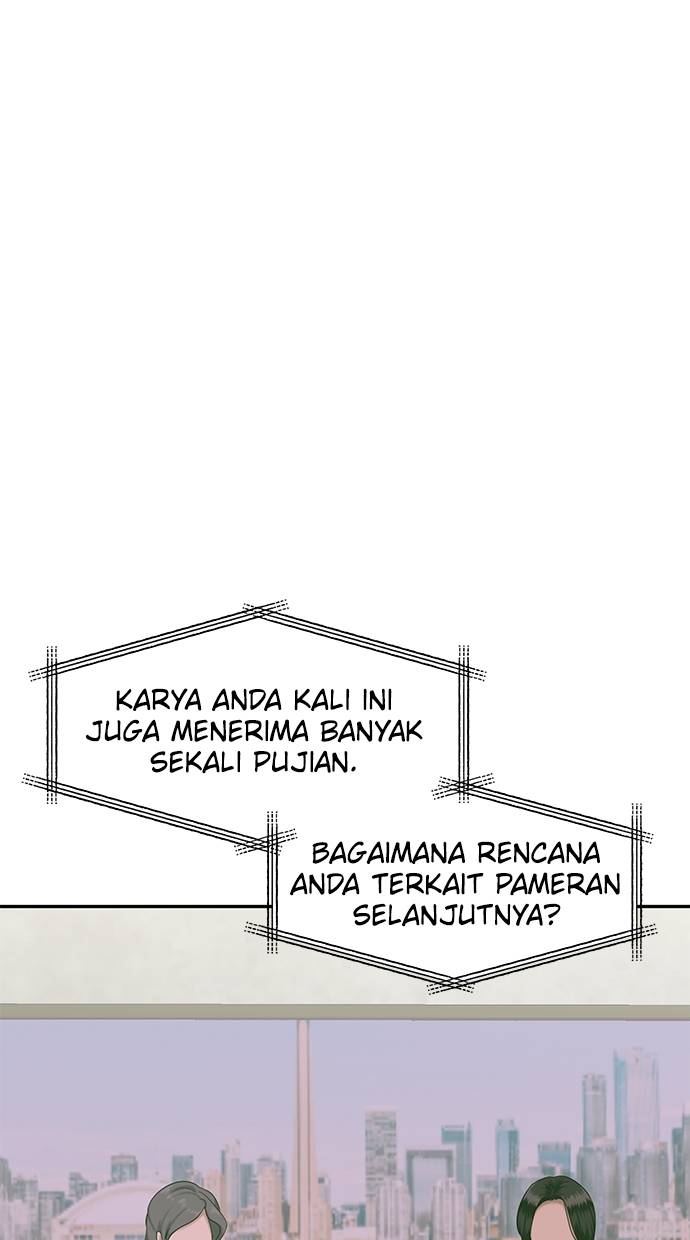 KARYA ANDA KALI INI
JUGA MENERIMA BANYAK
SEKALI PUJIAN.
BAGAIMANA RENCANA
ANDA TERKAIT PAMERAN
SELANJUTNYA?